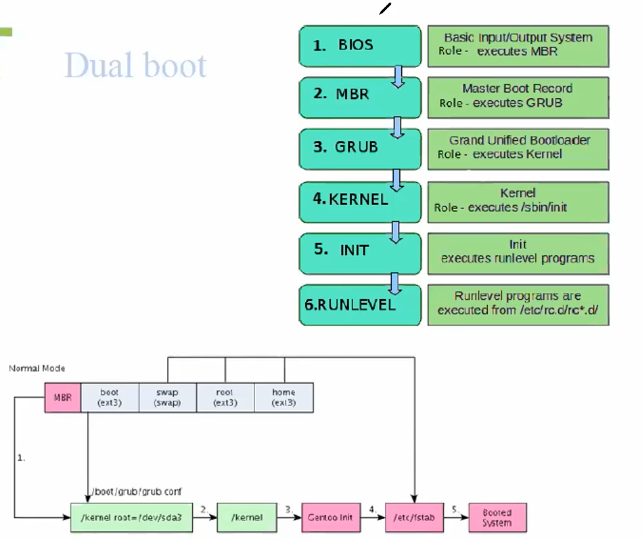 Dual boot
1. BIOS
Basic Input/Output System
Role - executes MBR
2. MBR
Master Boot Record
Role - executes GRUB
3. GRUB
Grand Unified Bootloader
Role - executes Kernel
4.KERNEL
Kernel
Role - executes /sbin/init
5. INIT
Init
executes runlevel programs
6.RUNLEVEL
Runlevel programs are
executed from /etc/rc.d/rc*.d/
Normal Mode
MBR
boot
(ext3)
swap
(swap)
root
(ext3)
home
(ext3)
1.
/boot/grub/grub.conf
/kernel root=/dev/sda3
2.
/kernel
3.
Gentoo Init
4.
/etc/fstab
5.
Booted
System